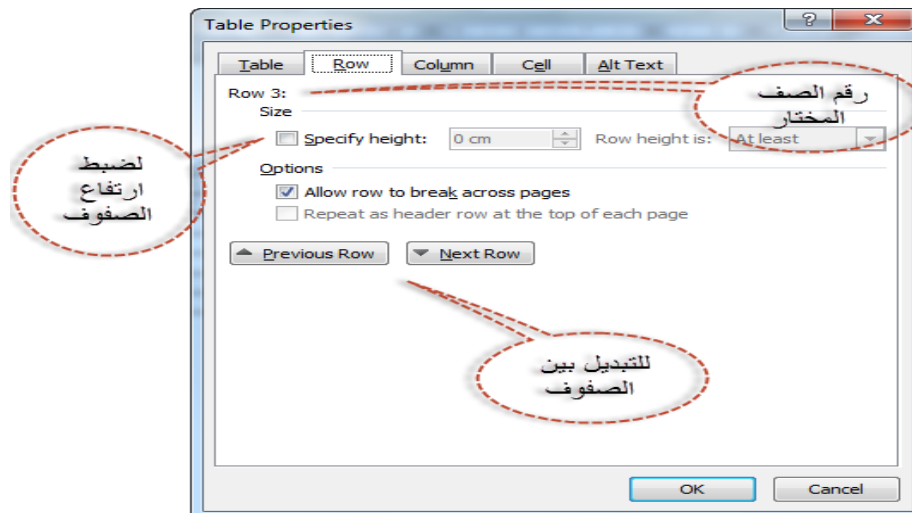 Table Properties
Table Row Column Cell Alt Text
Row 3:
رقم الصف
المختار
Size
Specify height: 0 cm Row height is: At least
لضبط
ارتفاع
الصفوف
Options
Allow row to break across pages
Repeat as header row at the top of each page
Previous Row Next Row
للتبديل بين
الصفوف
OK Cancel